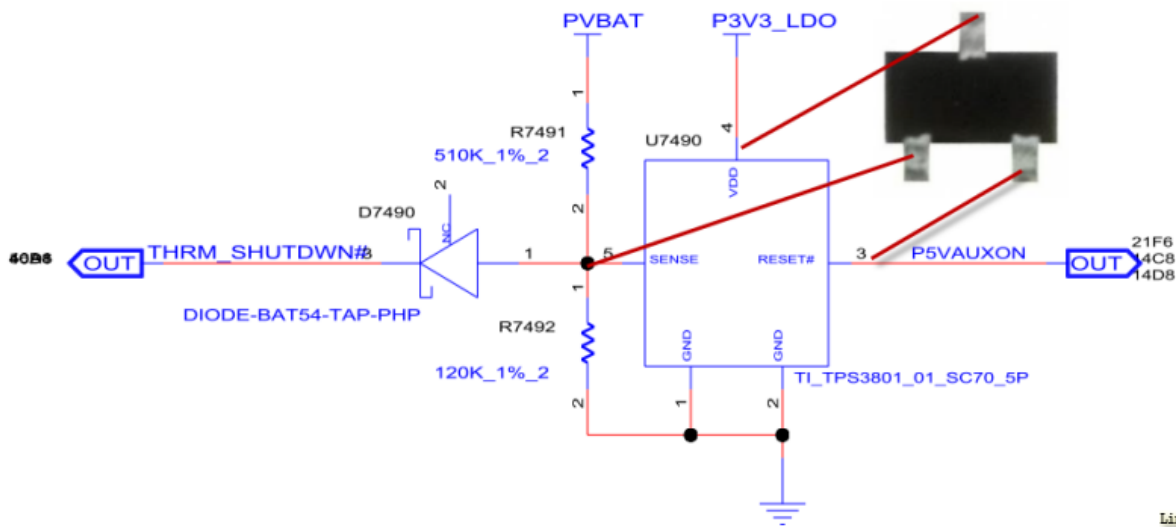 PVBAT
P3V3_LDO
1
4
R7491
U7490
510K_1%_2
VDD
2
2
D7490
NC
OUT
THRM_SHUTDWN#
3
1
5
SENSE
RESET#
3
P5VAUXON
OUT
21F6
14C8
14D8
DIODE-BAT54-TAP-PHP
1
R7492
GND
GND
120K_1%_2
TI_TPS3801_01_SC70_5P
2
1
2